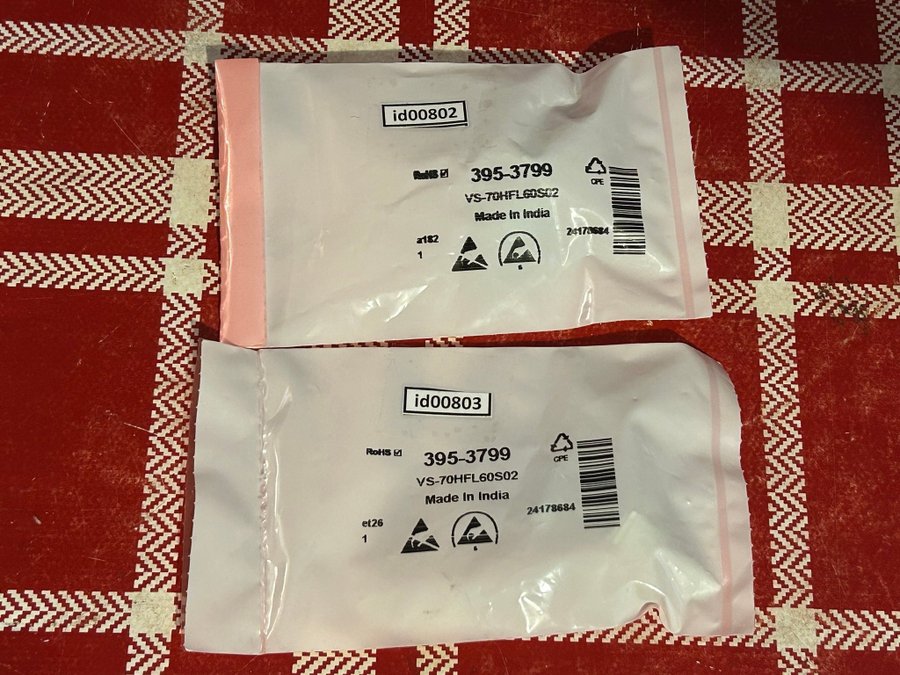 id00802
RoHS ☑ 395-3799
CPE
VS-70HFL60S02
Made In India
a182
24178684
1
id00803
RoHS ☑ 395-3799
CPE
VS-70HFL60S02
Made In India
24178684
et26
1